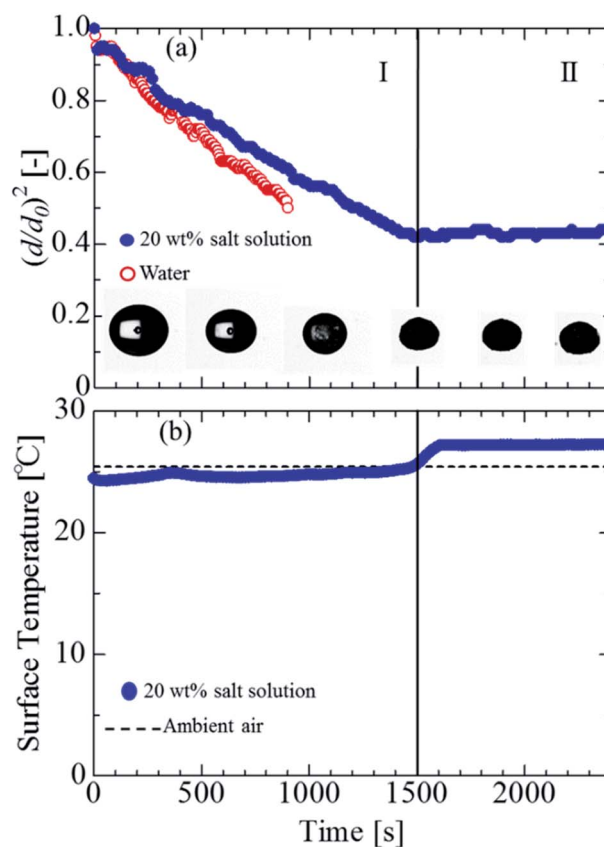 1.0
(a)
I
II
0.8
0.6
(d/d0)² [-]
0.4
20 wt% salt solution
Water
0.2
0
30
(b)
Surface Temperature [℃]
20
10
20 wt% salt solution
Ambient air
0
0
500
1000
1500
2000
Time [s]